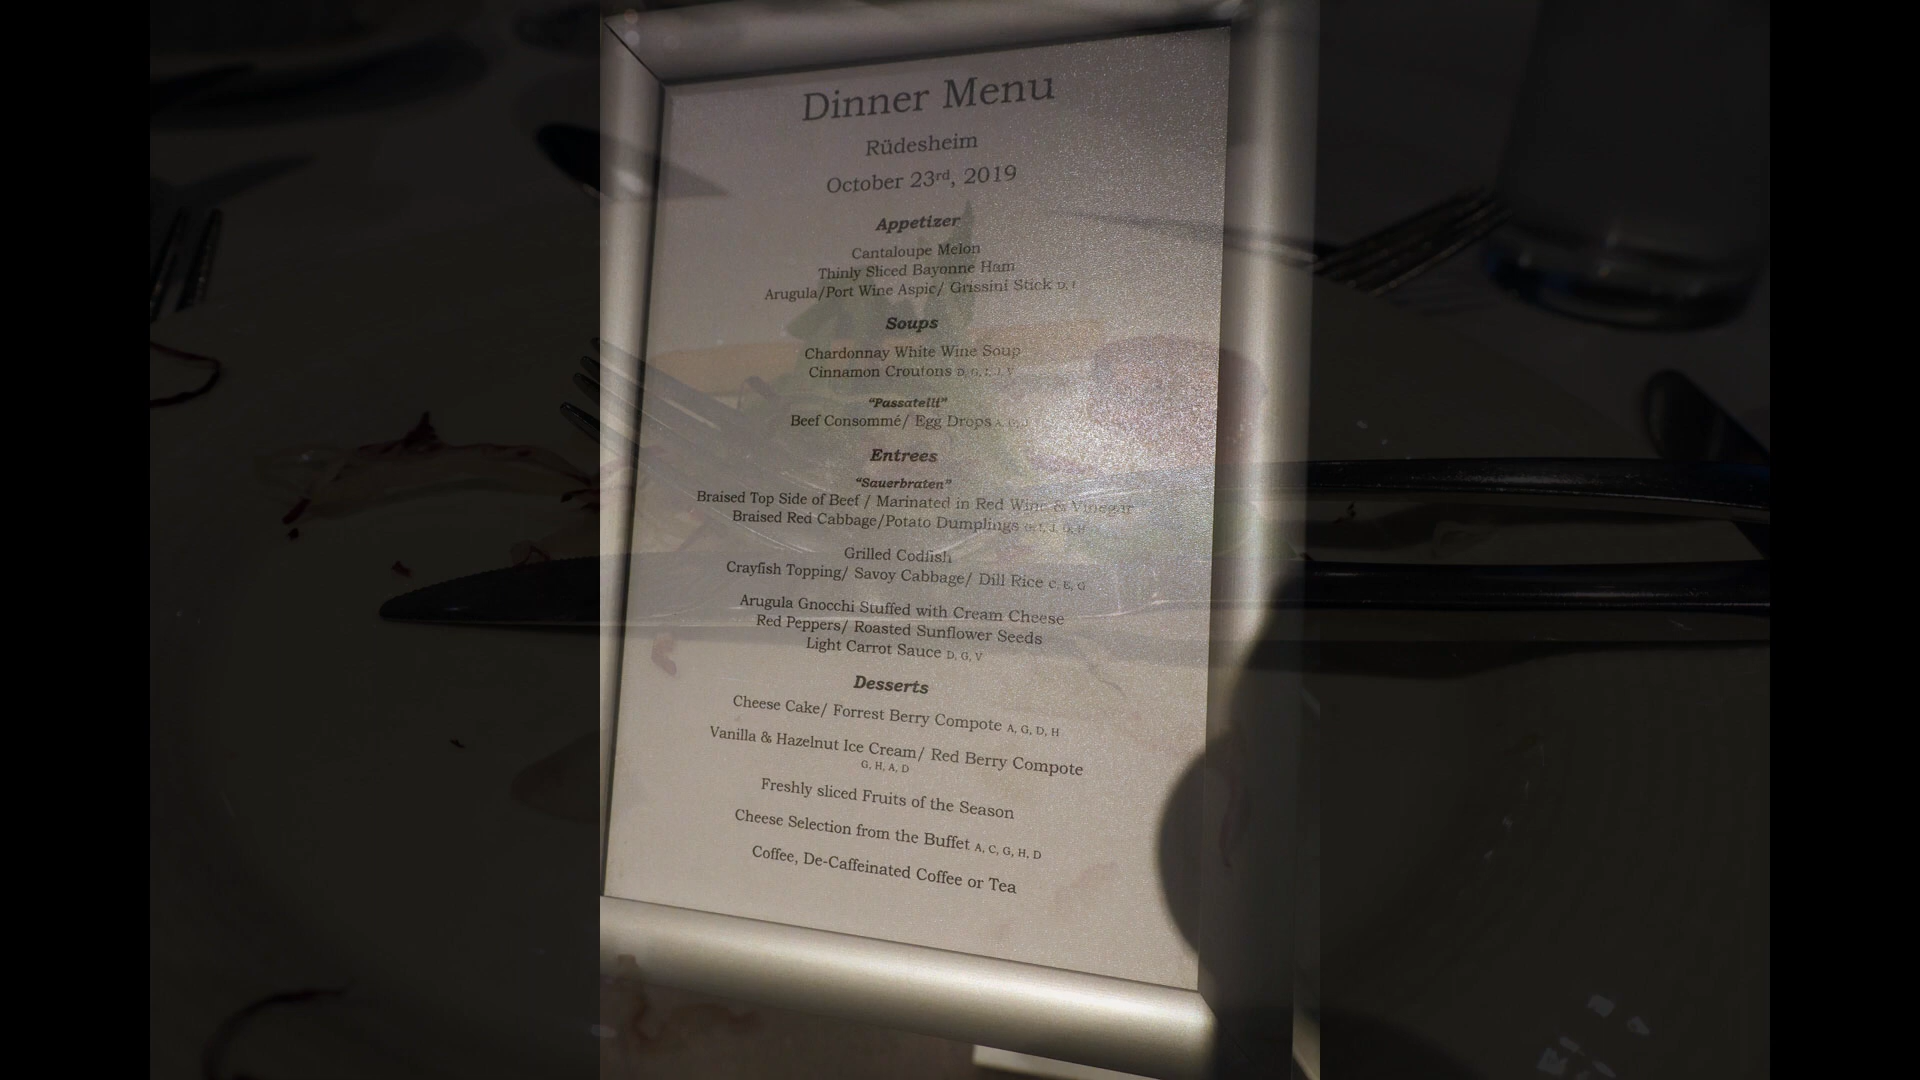 Dinner Menu
Rüdesheim
October 23rd, 2019
Appetizer
Cantaloupe Melon
Thinly Sliced Bayonne Ham
Arugula/Port Wine Aspic/ Grissini Stick
Soups
Chardonnay White Wine Soup
Cinnamon Croutons D, G, I, J, V
"Passatelli"
Beef Consommé/ Egg Drops A,
Entrees
"Sauerbraten"
Braised Top Side of Beef / Marinated in Red Wine & Vinegar
Braised Red Cabbage/Potato Dumplings
Grilled Codfish
Crayfish Topping/ Savoy Cabbage/ Dill Rice C, E, G
Arugula Gnocchi Stuffed with Cream Cheese
Red Peppers/ Roasted Sunflower Seeds
Light Carrot Sauce D, G, V
Desserts
Cheese Cake/ Forrest Berry Compote A, G, D, H
Vanilla & Hazelnut Ice Cream/ Red Berry Compote
G, H, A, D
Freshly sliced Fruits of the Season
Cheese Selection from the Buffet A, C, G, H, D
Coffee, De-Caffeinated Coffee or Tea